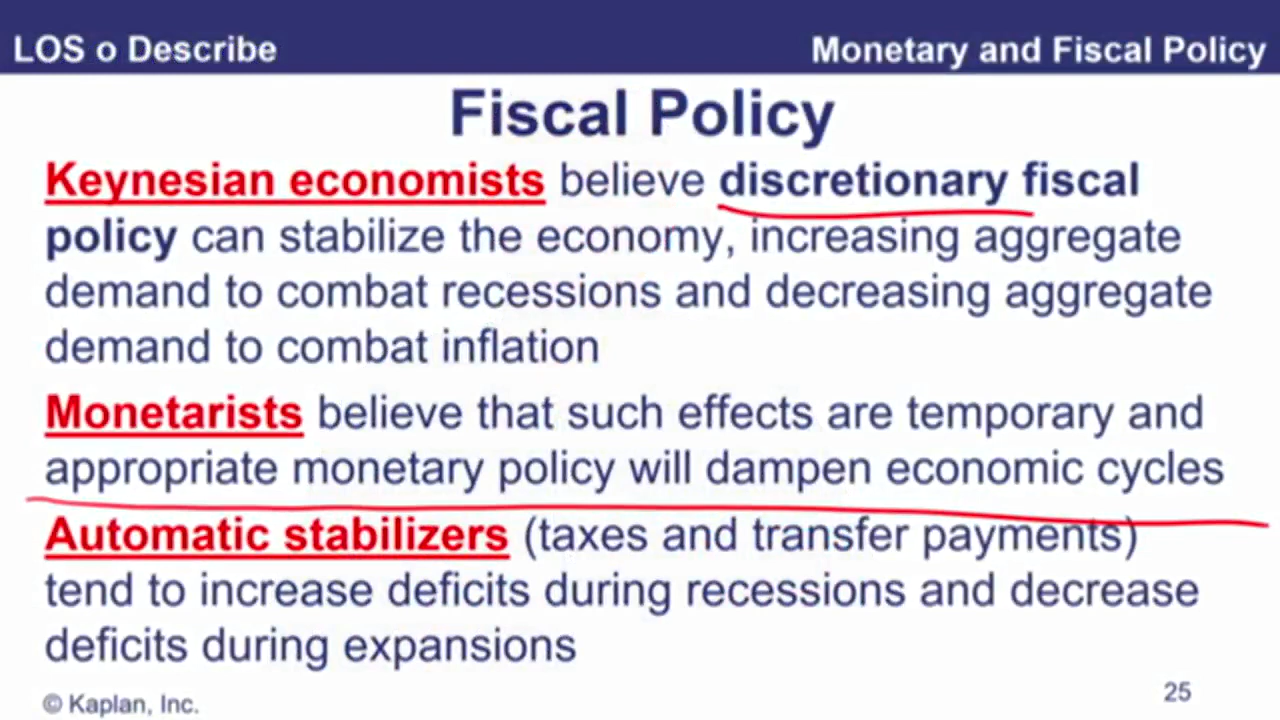 LOS o Describe
Monetary and Fiscal Policy
Fiscal Policy
Keynesian economists believe discretionary fiscal
policy can stabilize the economy, increasing aggregate
demand to combat recessions and decreasing aggregate
demand to combat inflation
Monetarists believe that such effects are temporary and
appropriate monetary policy will dampen economic cycles
Automatic stabilizers (taxes and transfer payments)
tend to increase deficits during recessions and decrease
deficits during expansions
© Kaplan, Inc.
25